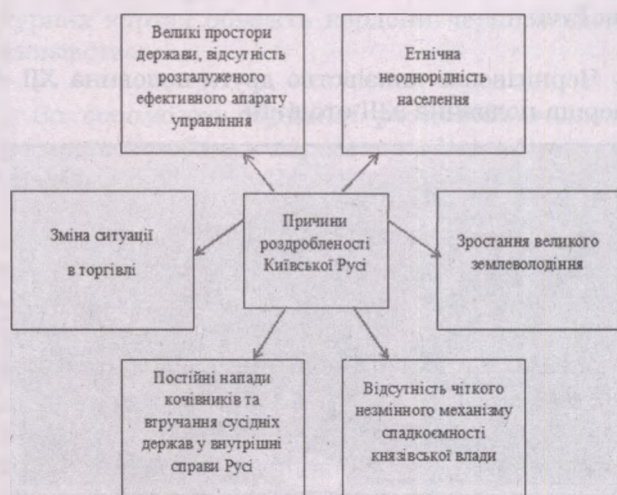 Великі простори
держави, відсутність
розгалуженого
ефективного апарату
управління
Етнічна
неоднорідність
населення
Зміна ситуації
в торгівлі
Причини
роздробленості
Київської Русі
Зростання великого
землеволодіння
Постійні напади
кочівників та
втручання сусідніх
держав у внутрішні
справи Русі
Відсутність чіткого
незмінного механізму
спадкоємності
князівської влади